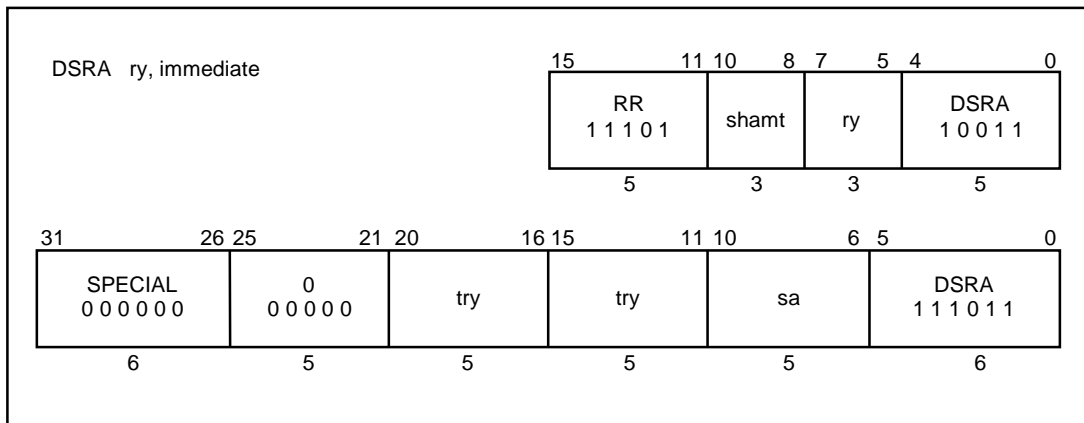 DSRA ry, immediate
15 11 10 8 7 5 4 0
RR shamt ry DSRA
1 1 1 0 1 1 0 0 1 1
5 3 3 5
31 26 25 21 20 16 15 11 10 6 5 0
SPECIAL 0 try try sa DSRA
0 0 0 0 0 0 0 0 0 0 0 1 1 1 0 1 1
6 5 5 5 5 6